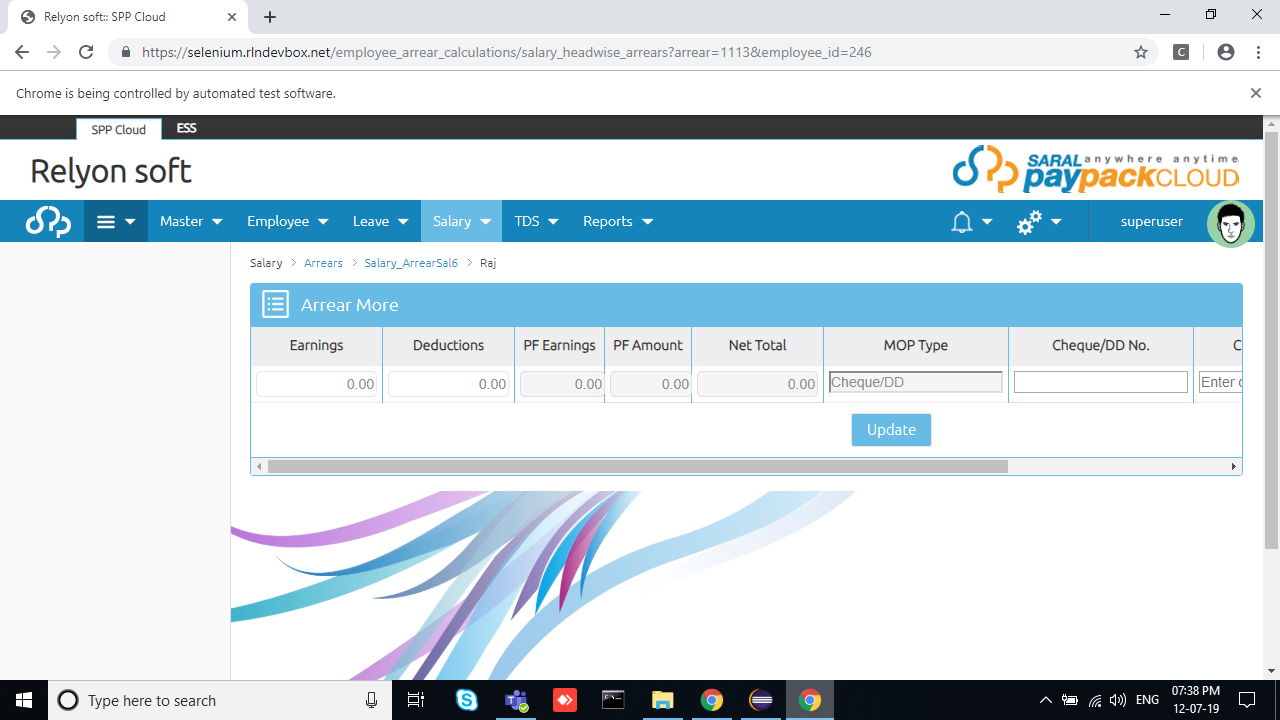 Relyon soft:: SPP Cloud
https://selenium.rlndevbox.net/employee_arrear_calculations/salary_headwise_arrears?arrear=1113&employee_id=246
C
Chrome is being controlled by automated test software.
SPP Cloud ESS
Relyon soft
SARAL anywhere anytime
paypackCLOUD
Master Employee Leave Salary TDS Reports superuser
Salary > Arrears > Salary_ArrearSal6 > Raj
Arrear More
Earnings Deductions PF Earnings PF Amount Net Total MOP Type Cheque/DD No. C
0.00 0.00 0.00 0.00 0.00 Cheque/DD Enter
Update
Type here to search
ENG
07:38 PM
12-07-19